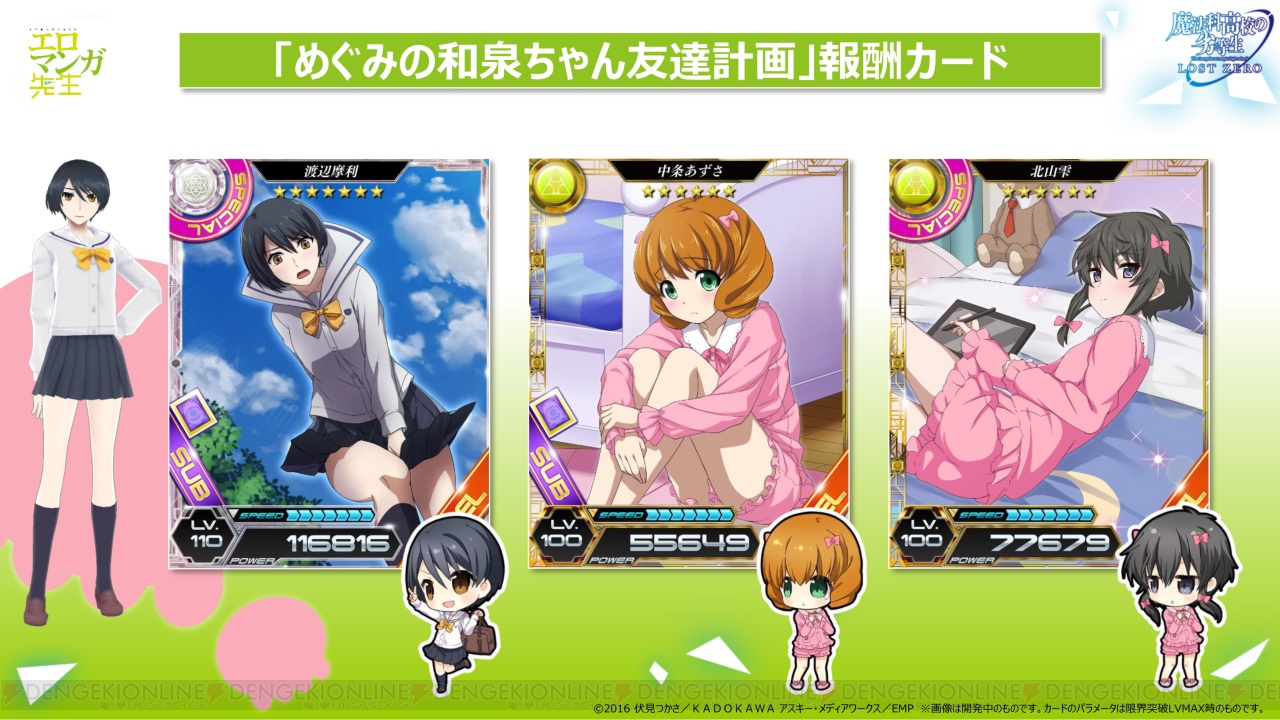 エロ
マンガ
先生
「めぐみの和泉ちゃん友達計画」報酬カード
魔法科高校の
劣等生
LOST ZERO
渡辺摩利
SPECIAL
SUB
LV.
110
SPEED
116816
POWER
中条あずさ
SUB
LV.
100
SPEED
55649
POWER
北山雫
SPECIAL
LV.
100
SPEED
77679
POWER
DENGEKIONLINE DENGEKIONLINE DENGEKIONLINE DENGEKIONLINE DENGEKIONLINE DENGEKIONLINE
©2016 伏見つかさ／ＫＡＤＯＫＡＷＡ アスキー・メディアワークス／EMP ※画像は開発中のものです。カードのパラメータは限界突破LVMAX時のものです。